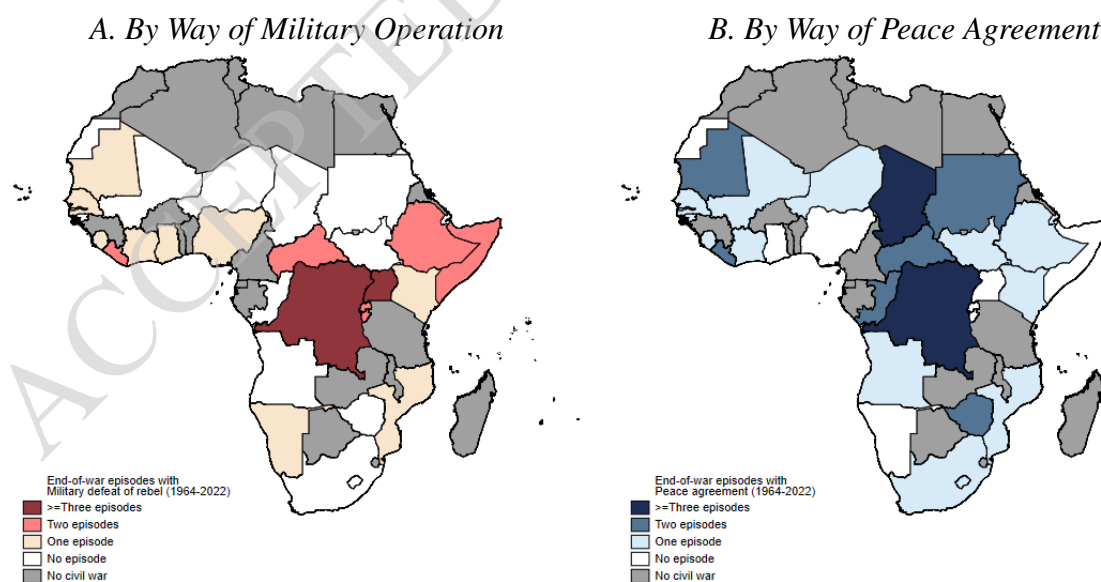 A. By Way of Military Operation
B. By Way of Peace Agreement
ACCEPTED
End-of-war episodes with
Military defeat of rebel (1964-2022)
>=Three episodes
Two episodes
One episode
No episode
No civil war
End-of-war episodes with
Peace agreement (1964-2022)
>=Three episodes
Two episodes
One episode
No episode
No civil war